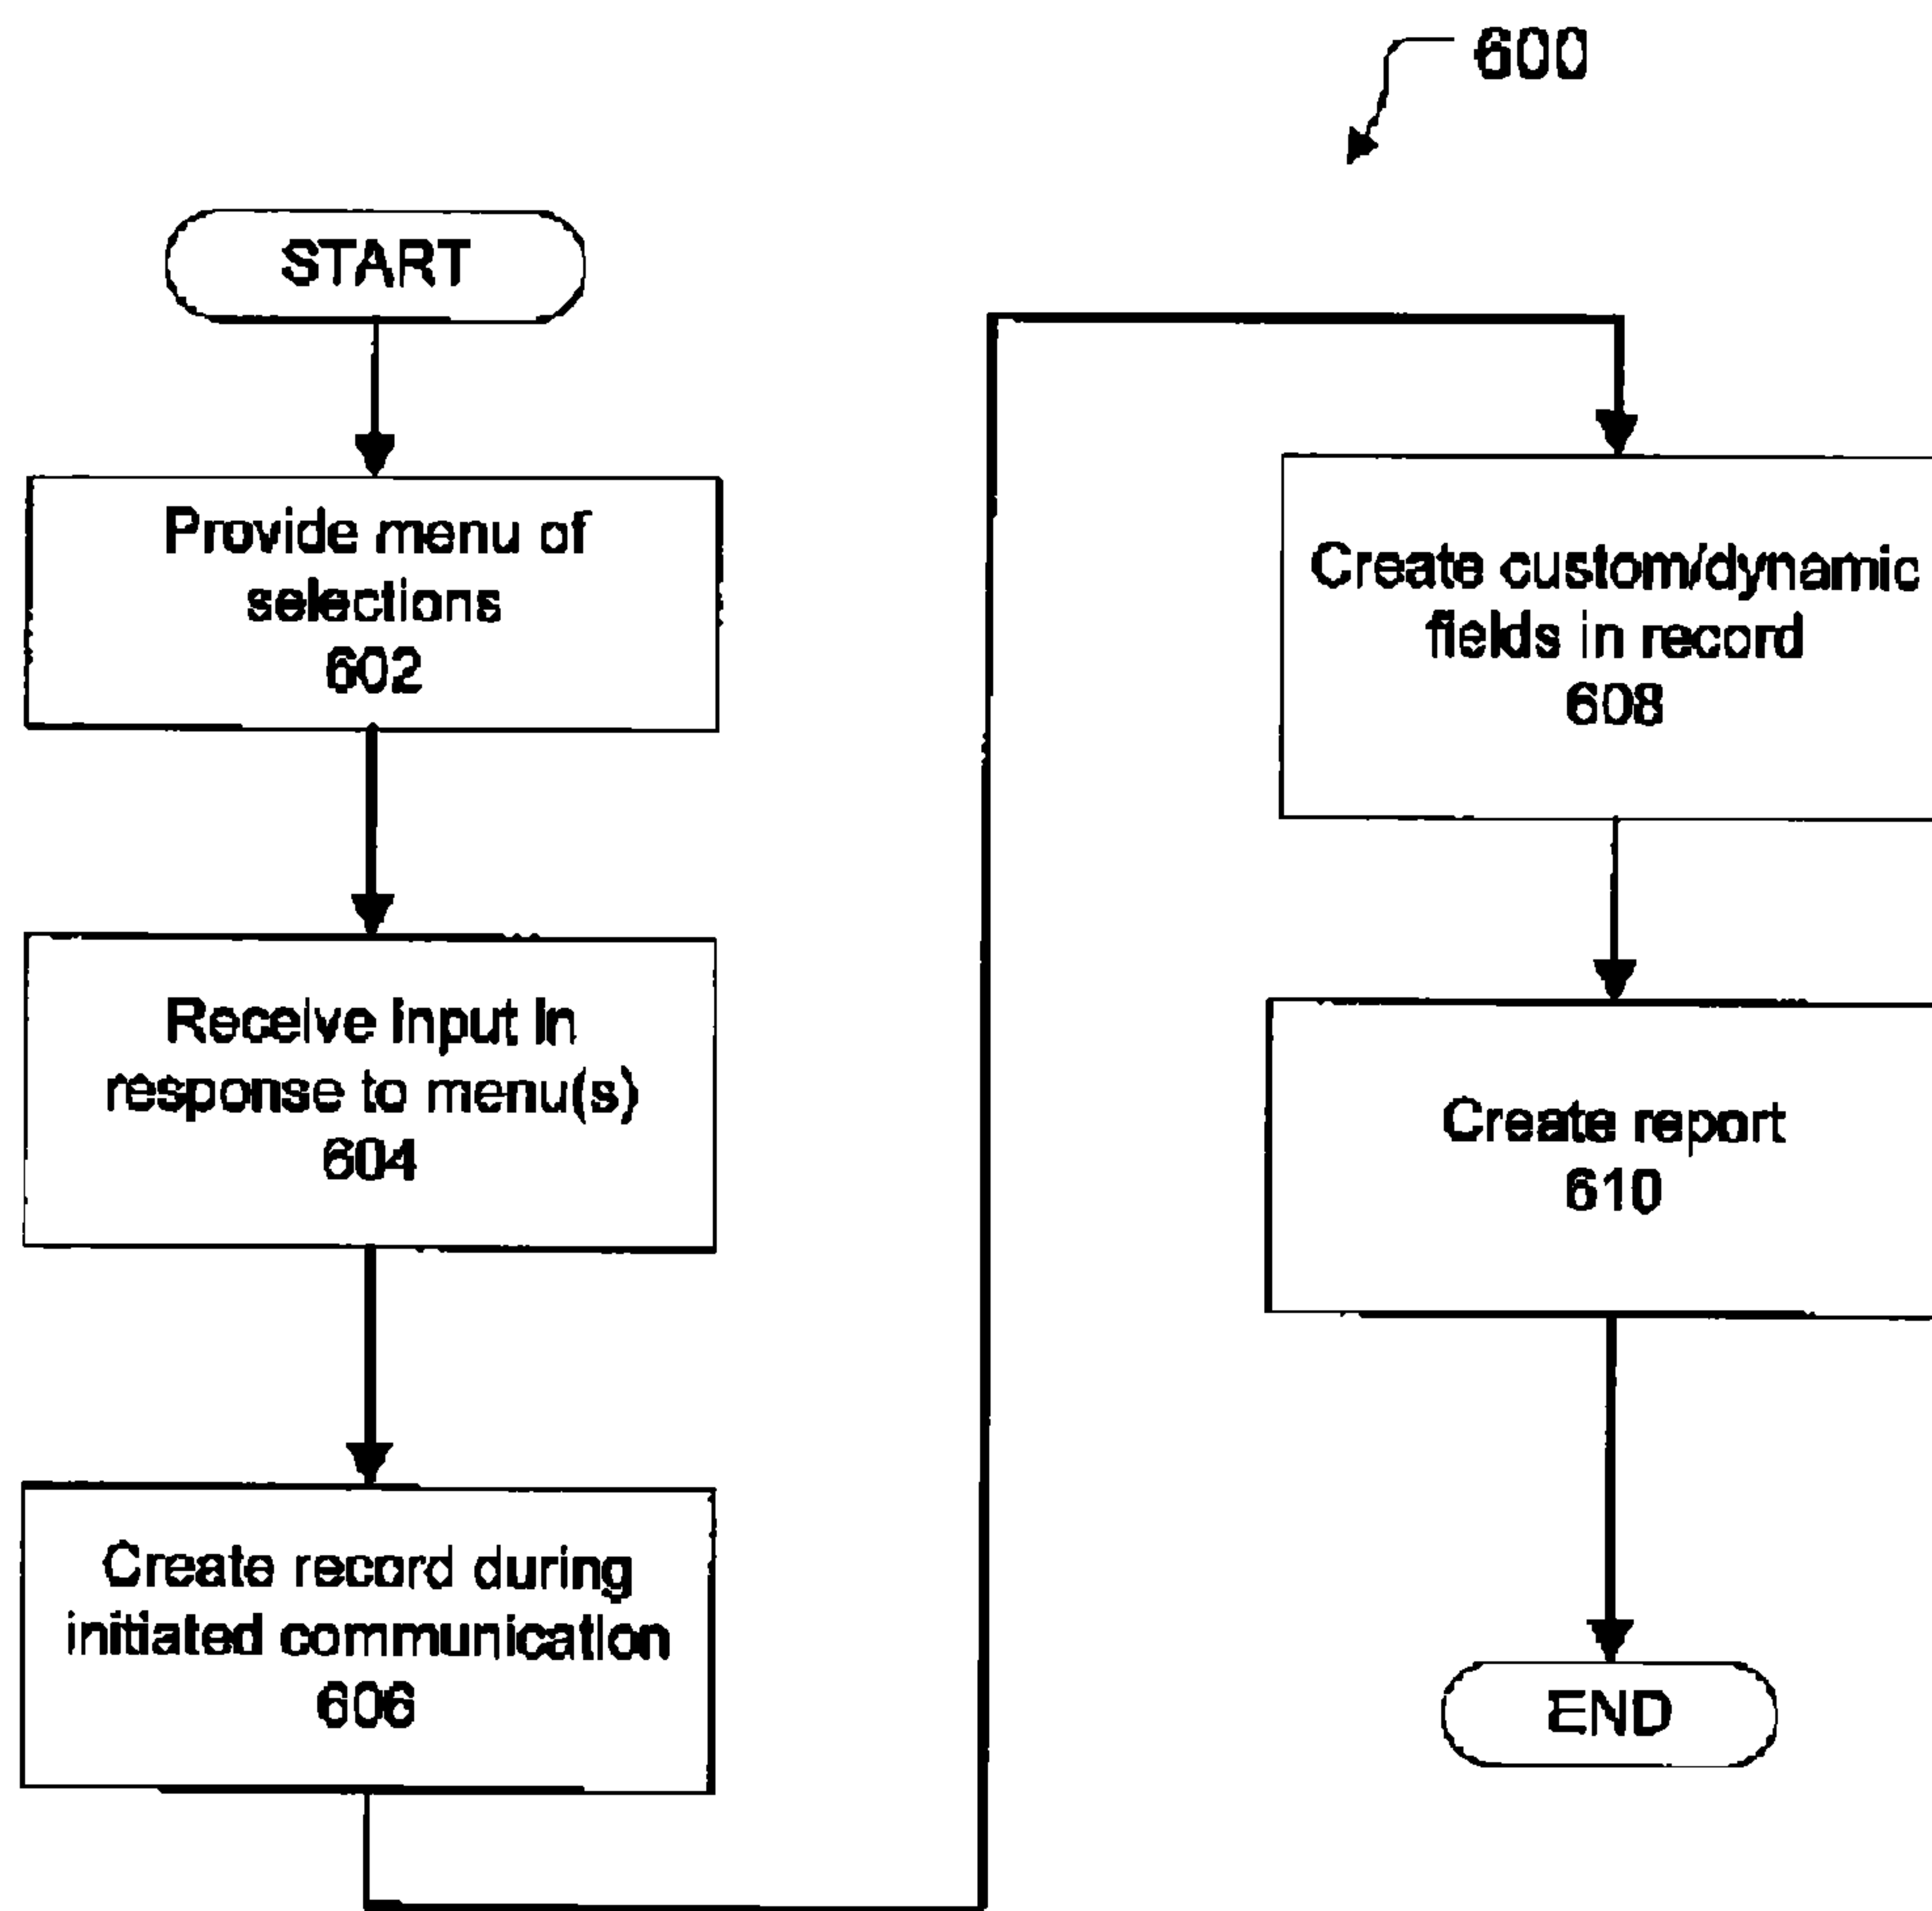 600
START
Provide menu of
selections
602
Receive input in
response to menu(s)
604
Create record during
initiated communication
606
Create custom/dynamic
fields in record
608
Create report
610
END